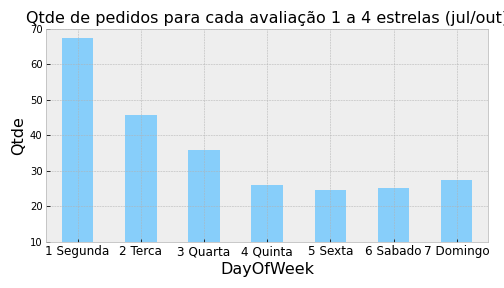 Qtde de pedidos para cada avaliação 1 a 4 estrelas (jul/out)
70
60
50
40
30
20
10
Qtde
1 Segunda 2 Terca 3 Quarta 4 Quinta 5 Sexta 6 Sabado 7 Domingo
DayOfWeek